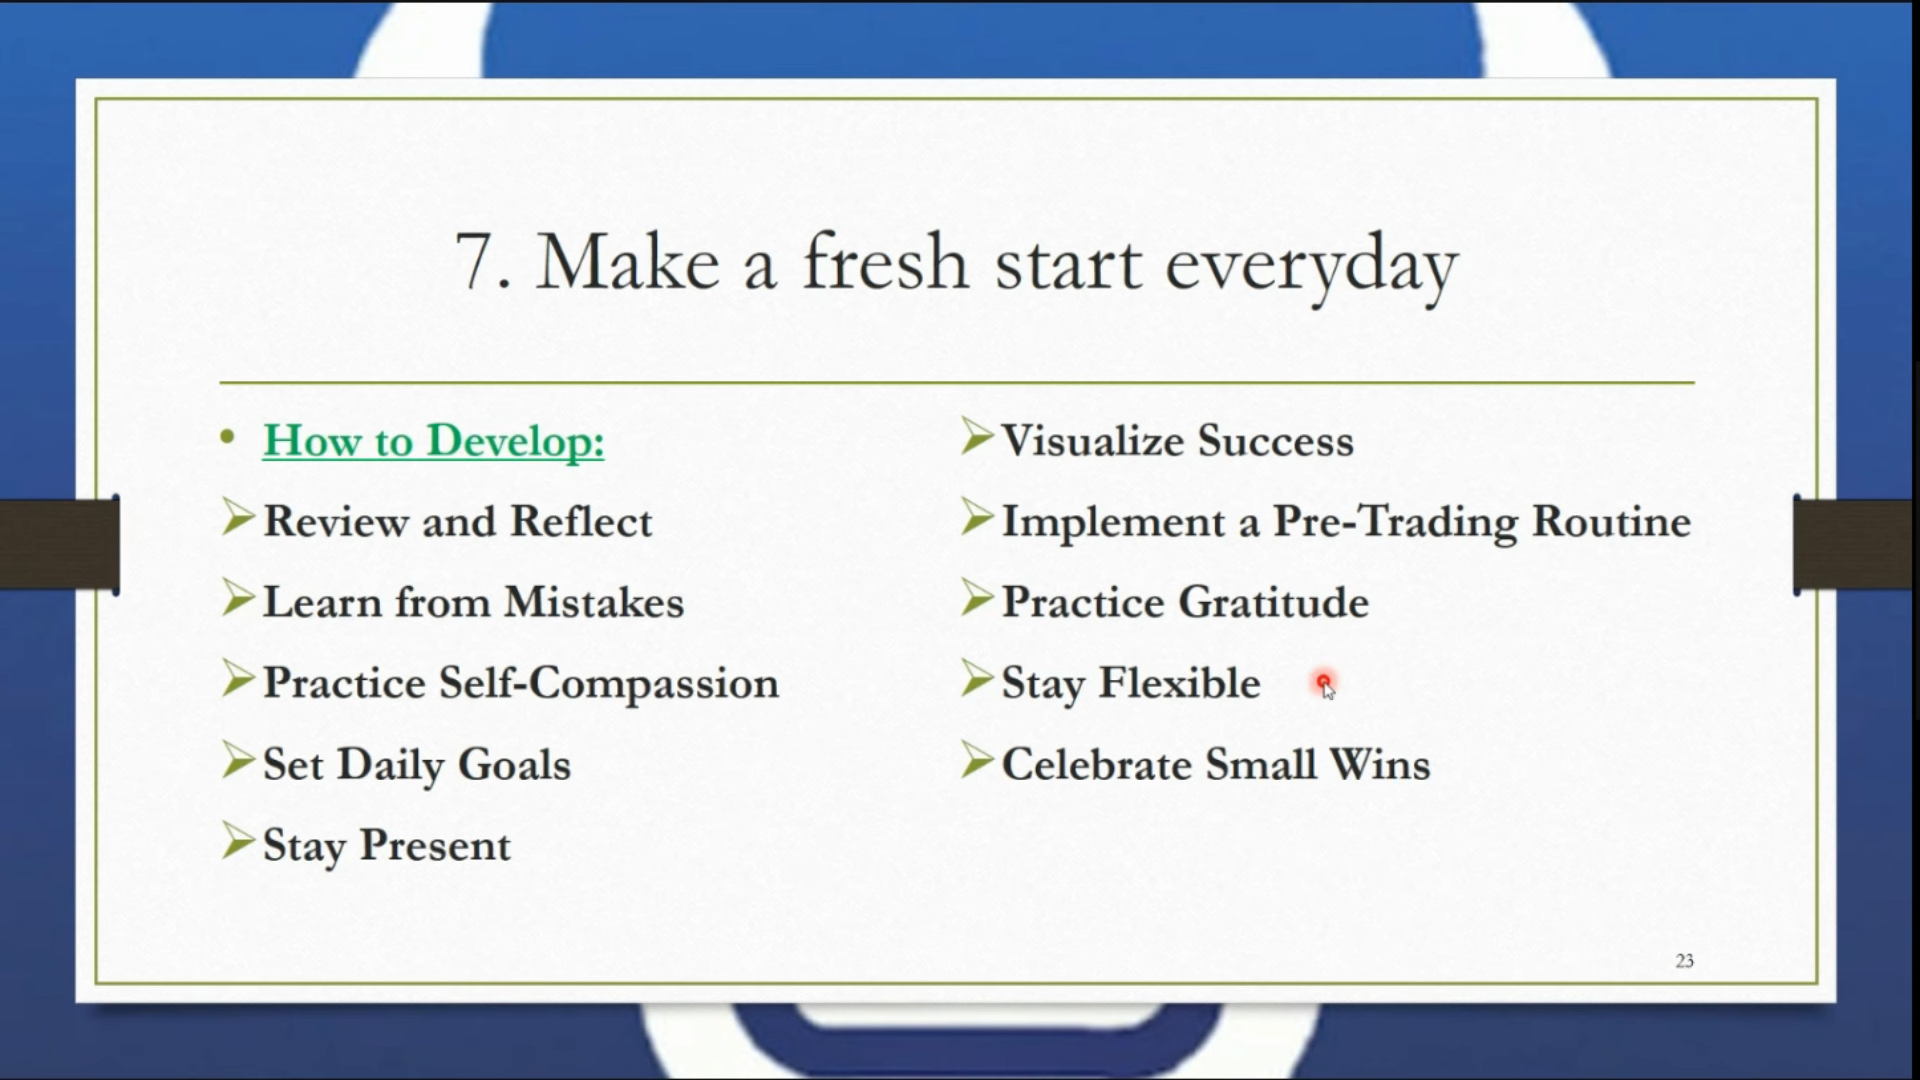 7. Make a fresh start everyday
• How to Develop:
➢ Review and Reflect
➢ Learn from Mistakes
➢ Practice Self-Compassion
➢ Set Daily Goals
➢ Stay Present
➢ Visualize Success
➢ Implement a Pre-Trading Routine
➢ Practice Gratitude
➢ Stay Flexible
➢ Celebrate Small Wins
23